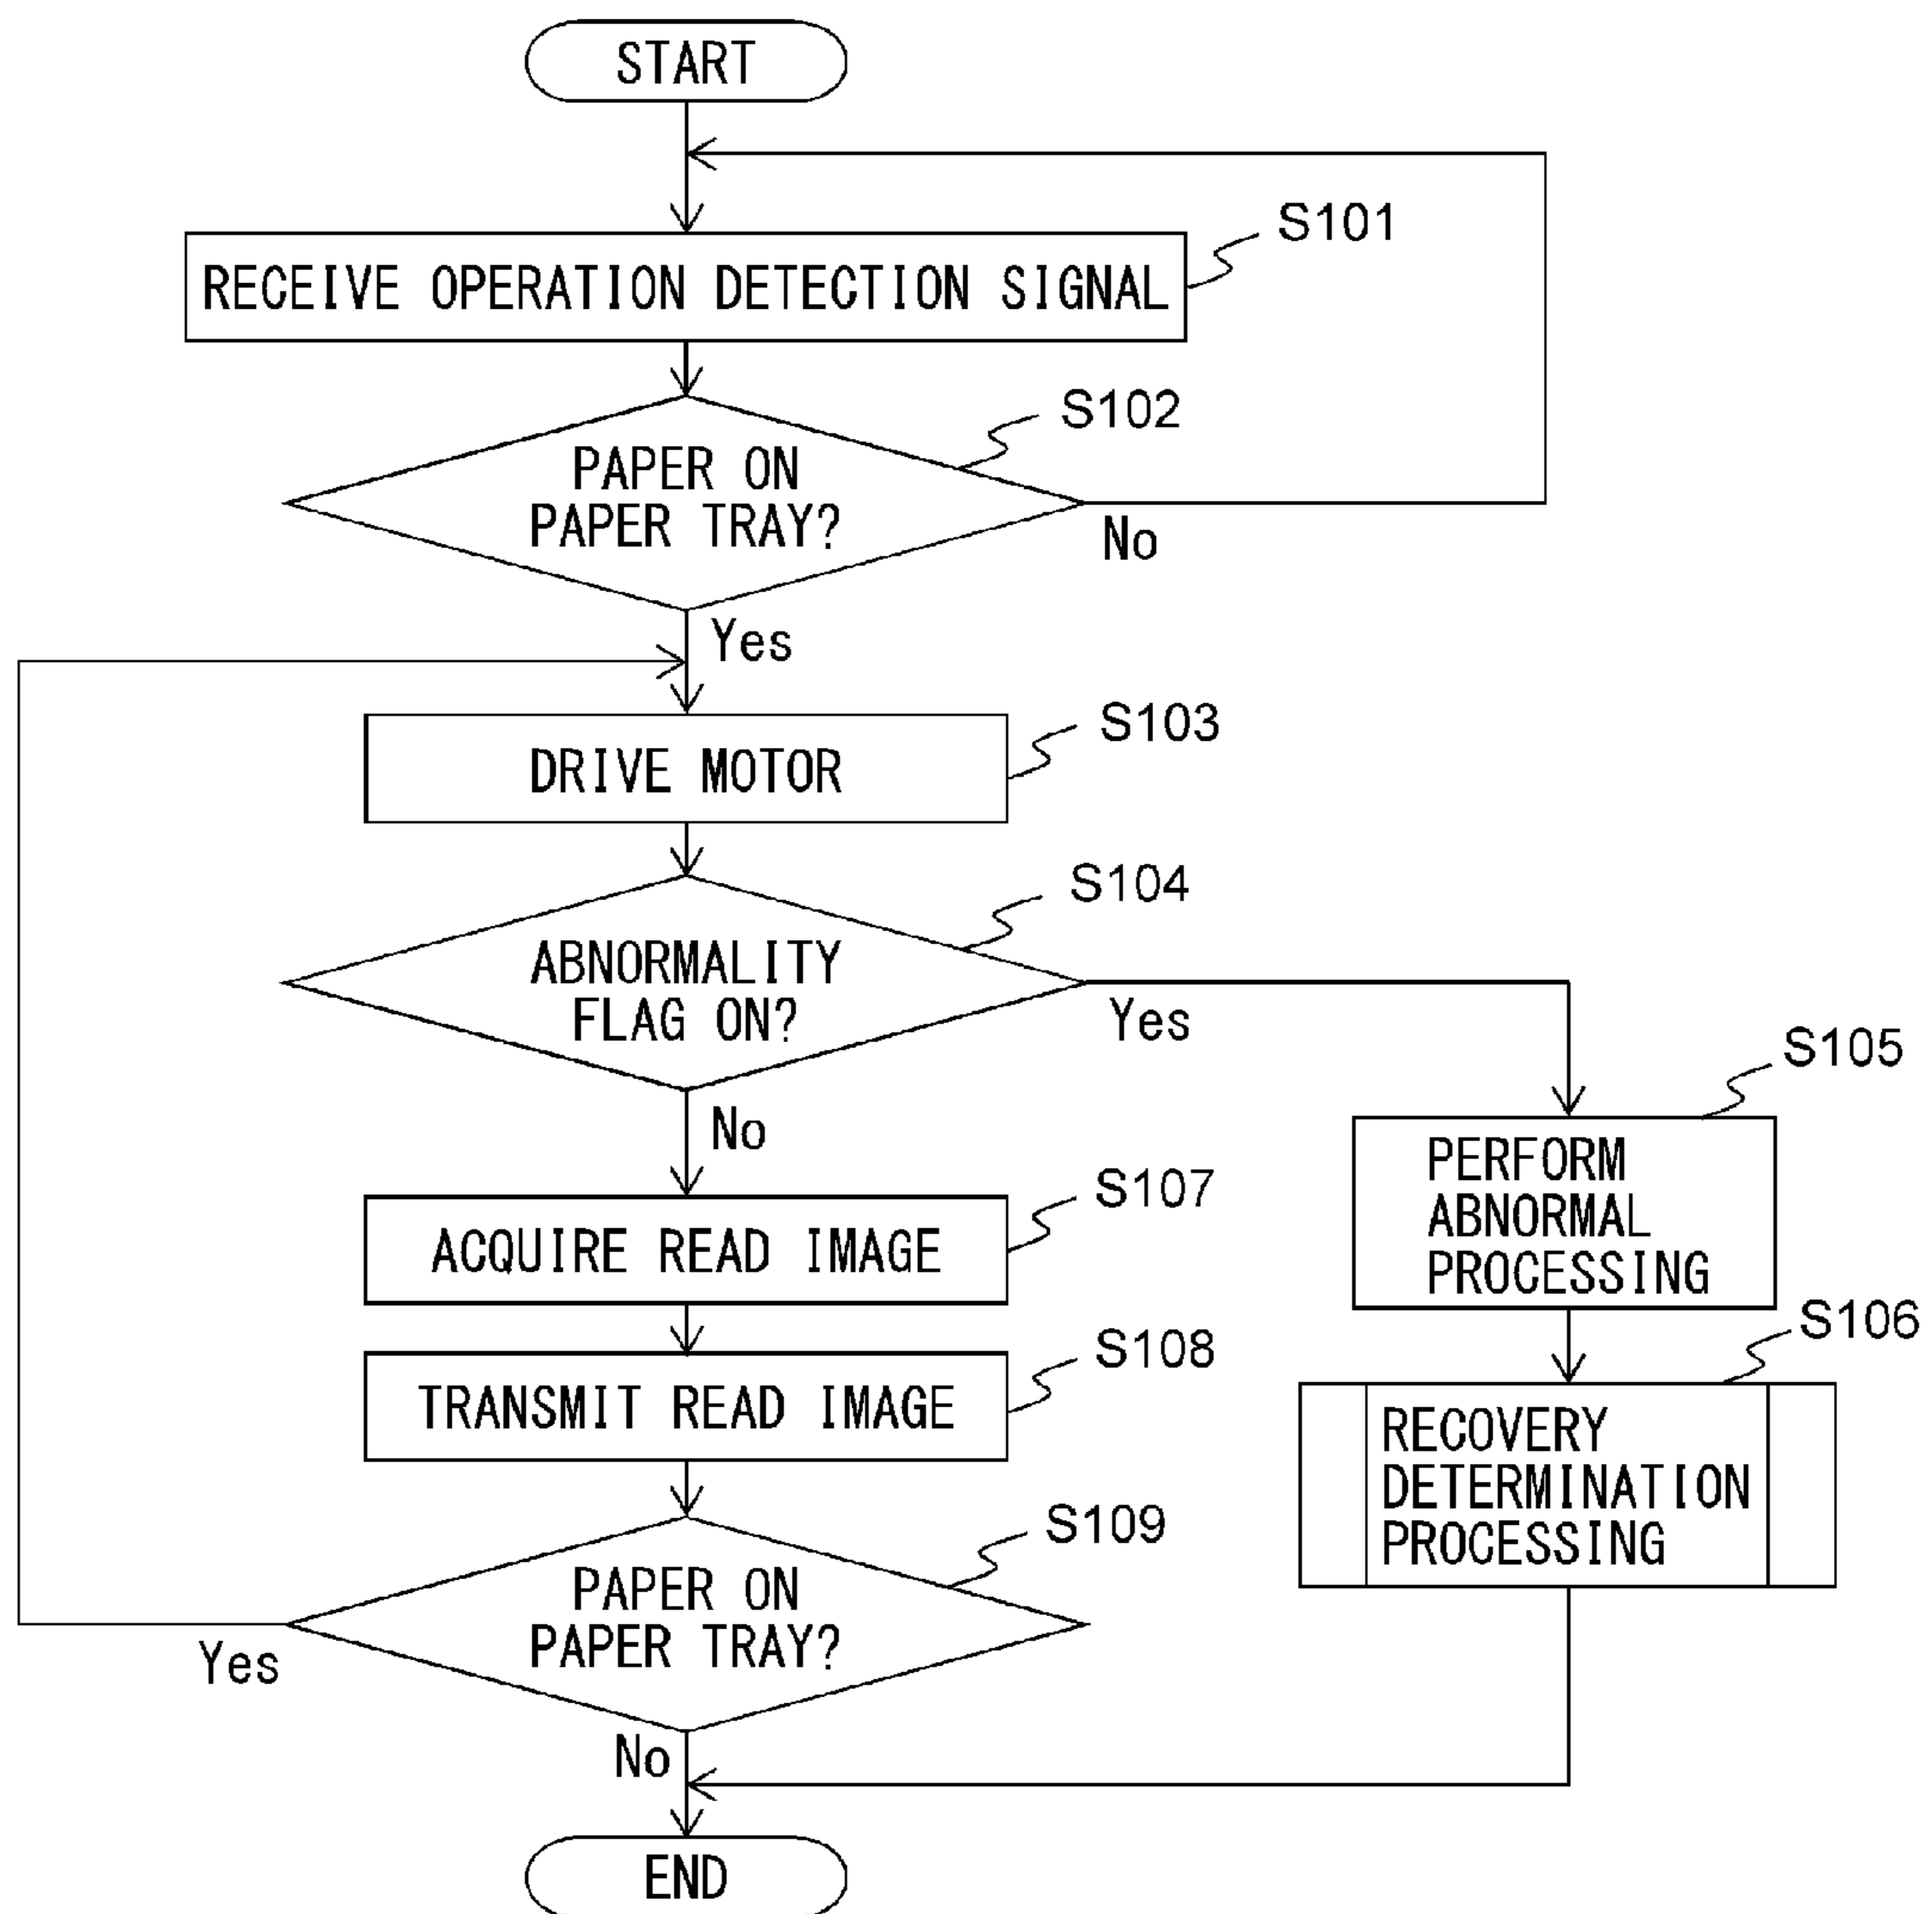 START
S101
RECEIVE OPERATION DETECTION SIGNAL
S102
PAPER ON
PAPER TRAY?
No
Yes
S103
DRIVE MOTOR
S104
ABNORMALITY
FLAG ON?
Yes
No
S105
PERFORM
ABNORMAL
PROCESSING
S106
RECOVERY
DETERMINATION
PROCESSING
S107
ACQUIRE READ IMAGE
S108
TRANSMIT READ IMAGE
S109
PAPER ON
PAPER TRAY?
Yes
No
END